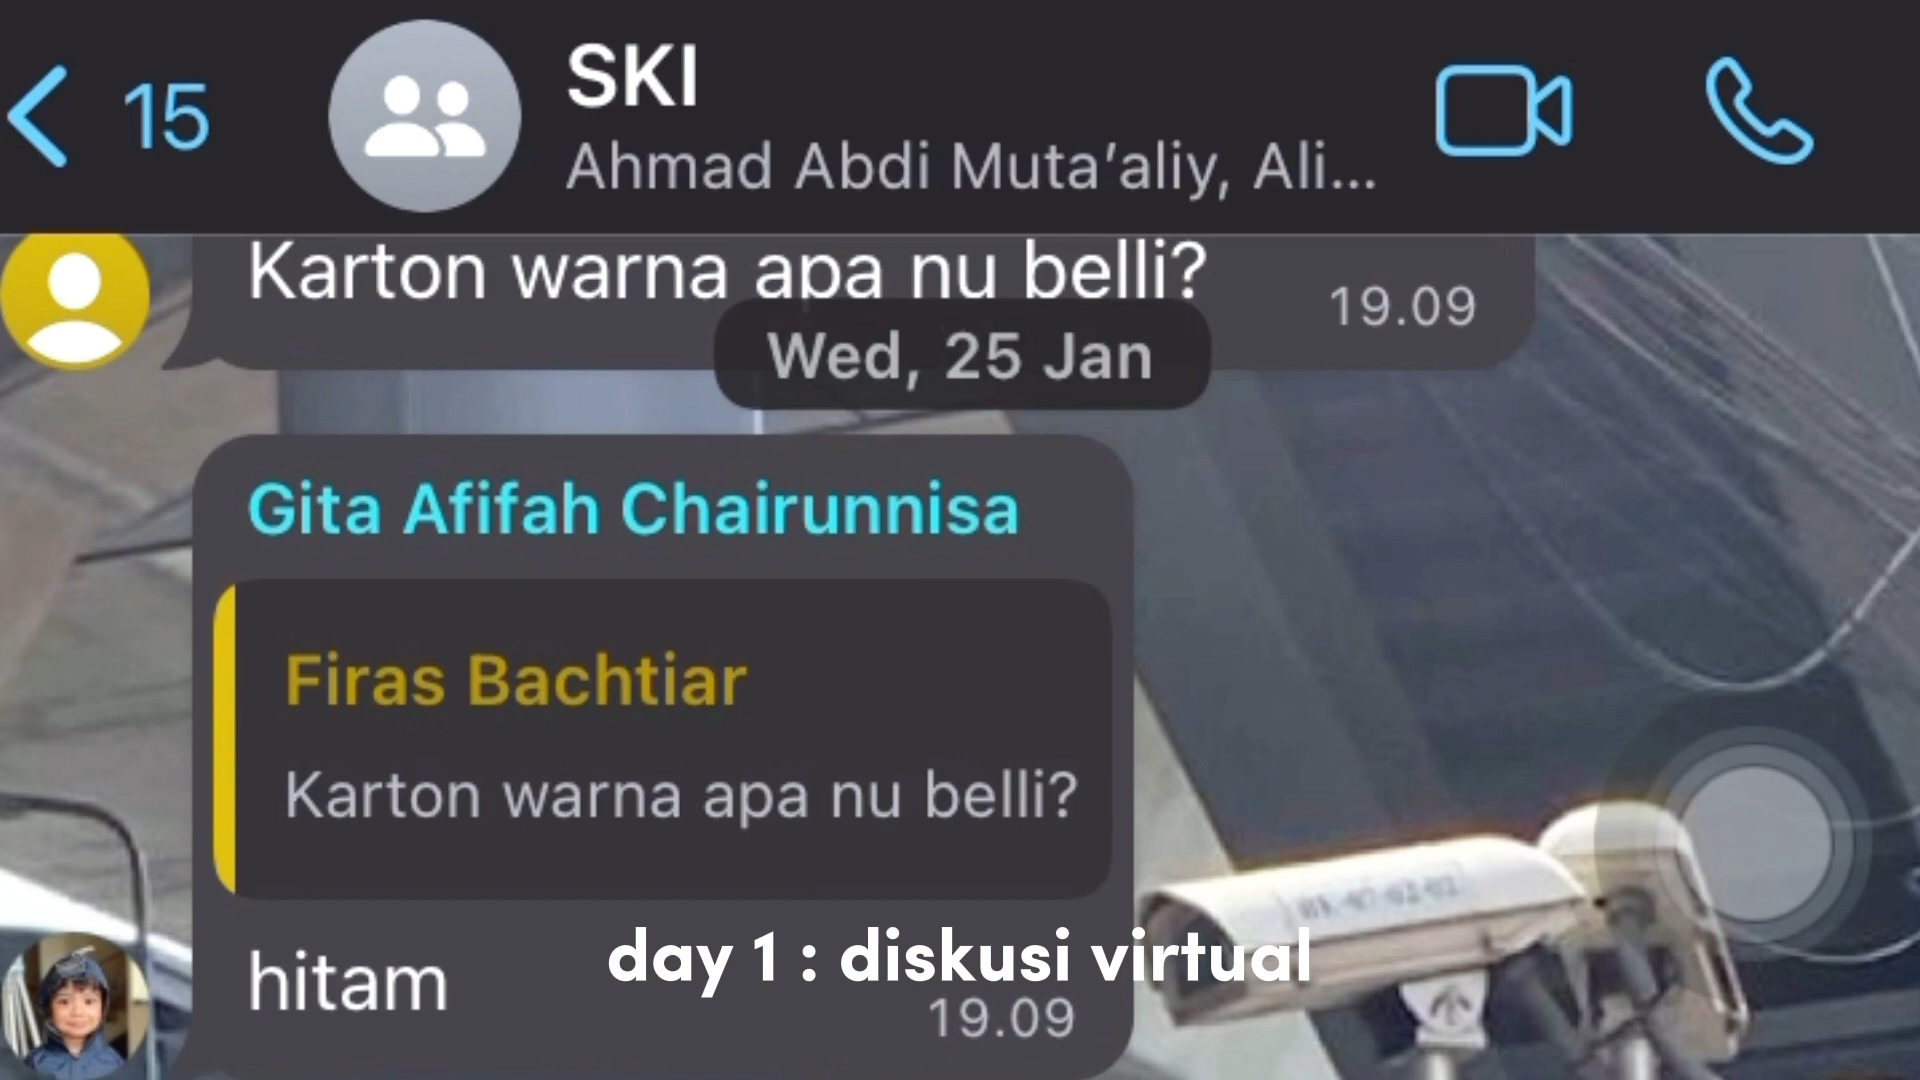 15
SKI
Ahmad Abdi Muta'aliy, Ali...
Karton warna apa nu belli?
19.09
Wed, 25 Jan
Gita Afifah Chairunnisa
Firas Bachtiar
Karton warna apa nu belli?
hitam
day 1 : diskusi virtual
19.09